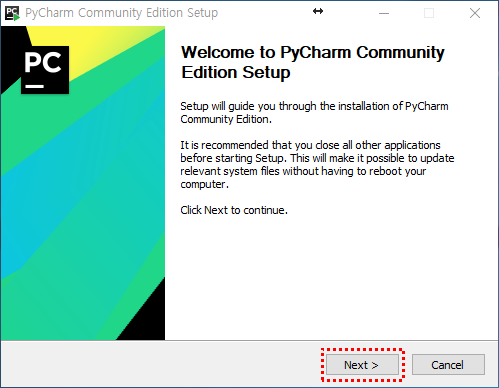 PC PyCharm Community Edition Setup
PC
Welcome to PyCharm Community
Edition Setup
Setup will guide you through the installation of PyCharm
Community Edition.
It is recommended that you close all other applications
before starting Setup. This will make it possible to update
relevant system files without having to reboot your
computer.
Click Next to continue.
Next >
Cancel